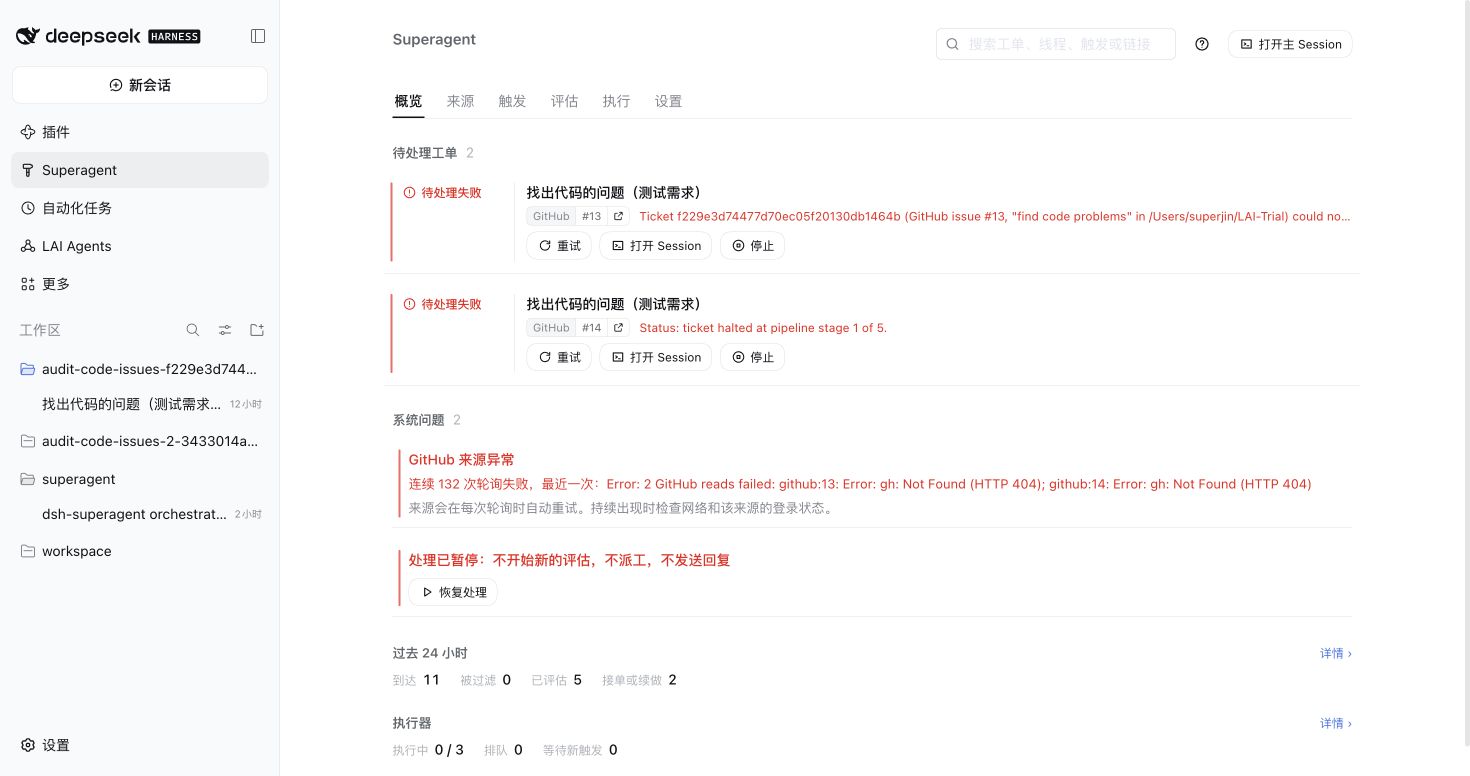 deepseek HARNESS
新会话
插件
Superagent
自动化任务
LAI Agents
更多
工作区
audit-code-issues-f229e3d744...
找出代码的问题（测试需求... 12小时
audit-code-issues-2-3433014a...
superagent
dsh-superagent orchestrat... 2小时
workspace
设置
Superagent
搜索工单、线程、触发或链接
打开主 Session
概览 来源 触发 评估 执行 设置
待处理工单 2
待处理失败
找出代码的问题（测试需求）
GitHub #13 Ticket f229e3d74477d70ec05f20130db1464b (GitHub issue #13, "find code problems" in /Users/superjin/LAI-Trial) could no...
重试 打开 Session 停止
待处理失败
找出代码的问题（测试需求）
GitHub #14 Status: ticket halted at pipeline stage 1 of 5.
重试 打开 Session 停止
系统问题 2
GitHub 来源异常
连续 132 次轮询失败，最近一次：Error: 2 GitHub reads failed: github:13: Error: gh: Not Found (HTTP 404); github:14: Error: gh: Not Found (HTTP 404)
来源会在每次轮询时自动重试。持续出现时检查网络和该来源的登录状态。
处理已暂停：不开始新的评估，不派工，不发送回复
恢复处理
过去 24 小时 详情 ›
到达 11 被过滤 0 已评估 5 接单或续做 2
执行器 详情 ›
执行中 0 / 3 排队 0 等待新触发 0